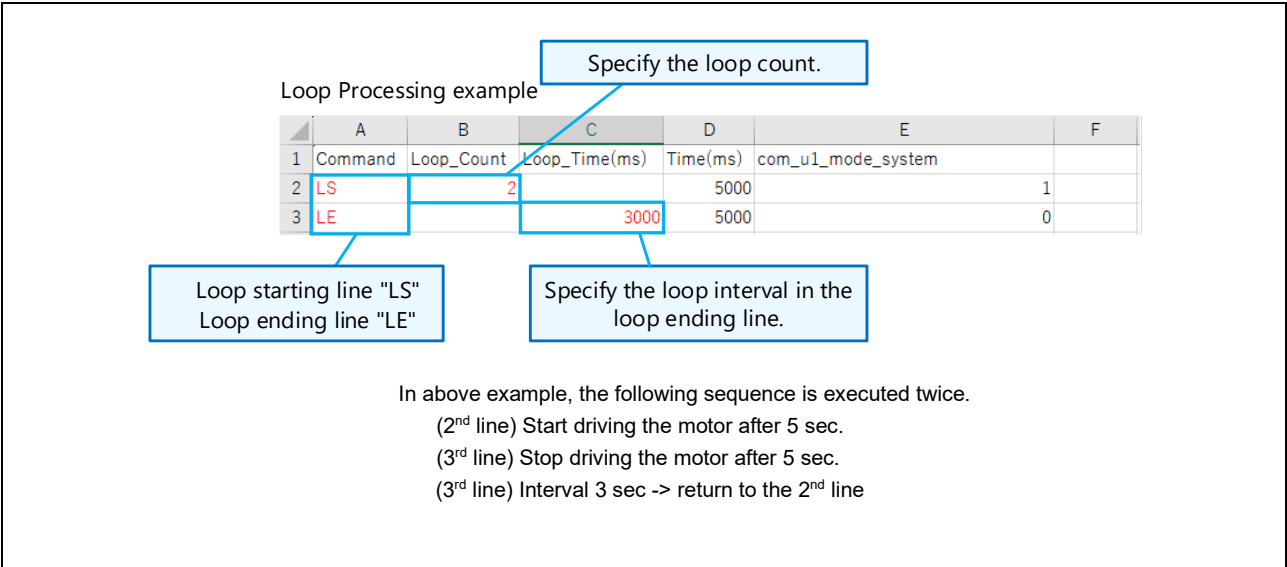 Specify the loop count.
Loop Processing example
A B C D E F
1 Command Loop_Count Loop_Time(ms) Time(ms) com_u1_mode_system
2 LS 2 5000 1
3 LE 3000 5000 0
Loop starting line "LS"
Loop ending line "LE"
Specify the loop interval in the
loop ending line.
In above example, the following sequence is executed twice.
(2nd line) Start driving the motor after 5 sec.
(3rd line) Stop driving the motor after 5 sec.
(3rd line) Interval 3 sec -> return to the 2nd line